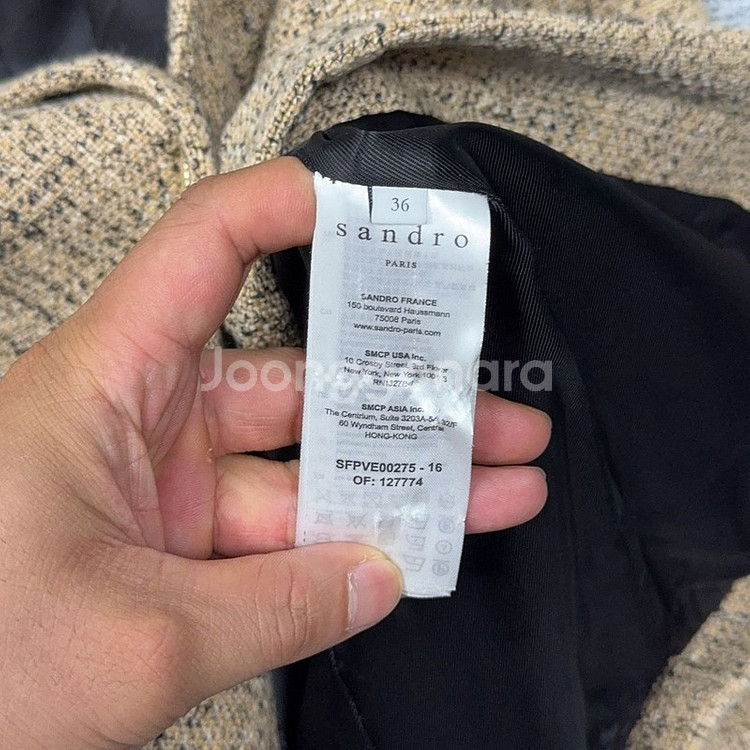 36
sandro
PARIS
SANDRO FRANCE
150 boulevard Haussmann
75008 Paris
www.sandro-paris.com
SMCP USA Inc.
10 Crosby Street, 3rd Floor
New York, New York
SMCP ASIA Inc.
The Centrium, Suite
60 Wyndham Street, Central
HONG-KONG
SFPVE00275 - 16
OF: 127774
Joonggonara